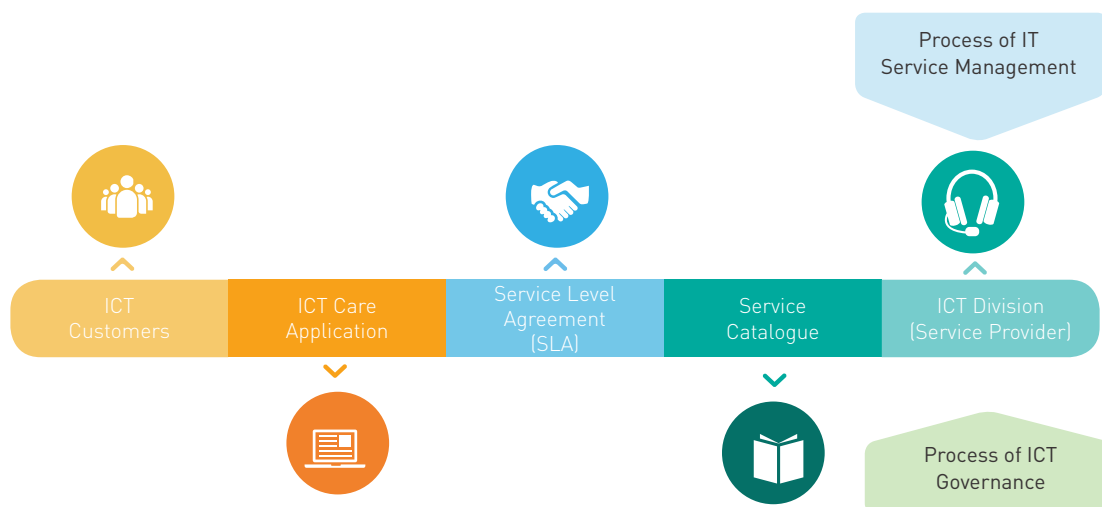 Process of IT
Service Management
ICT
Customers
ICT Care
Application
Service Level
Agreement
(SLA)
Service
Catalogue
ICT Division
(Service Provider)
Process of ICT
Governance